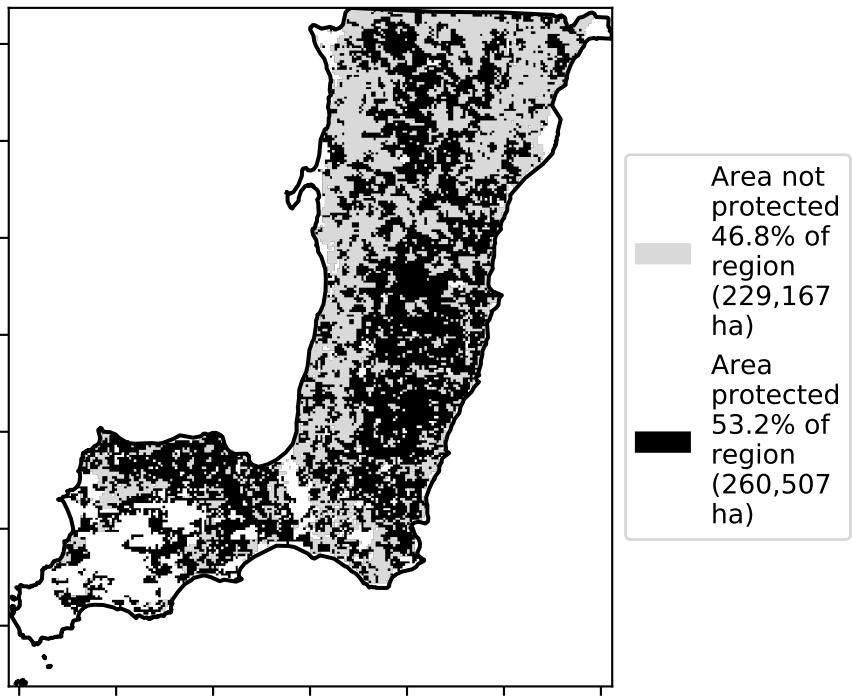 Area not
protected
46.8% of
region
(229,167
ha)
Area
protected
53.2% of
region
(260,507
ha)